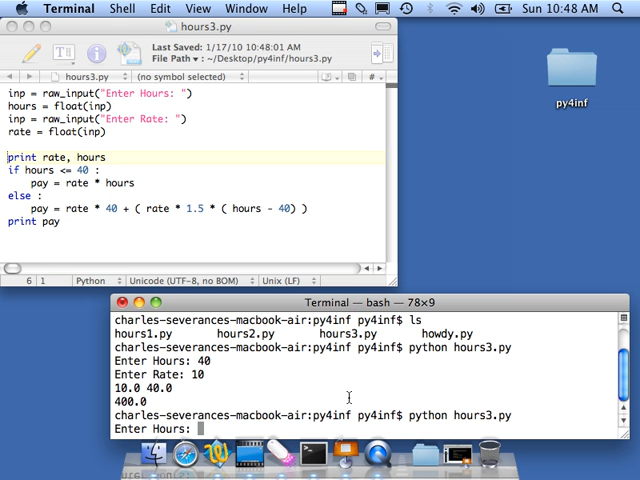 Terminal Shell Edit View Window Help Sun 10:48 AM
hours3.py
Last Saved: 1/17/10 10:48:01 AM
File Path : ~/Desktop/py4inf/hours3.py
hours3.py (no symbol selected) #
inp = raw_input("Enter Hours: ")
hours = float(inp)
inp = raw_input("Enter Rate: ")
rate = float(inp)
print rate, hours
if hours <= 40 :
pay = rate * hours
else :
pay = rate * 40 + ( rate * 1.5 * ( hours - 40) )
print pay
6 1 Python Unicode (UTF-8, no BOM) Unix (LF)
py4inf
Terminal — bash — 78×9
charles-severances-macbook-air:py4inf py4inf$ ls
hours1.py hours2.py hours3.py howdy.py
charles-severances-macbook-air:py4inf py4inf$ python hours3.py
Enter Hours: 40
Enter Rate: 10
10.0 40.0
400.0
charles-severances-macbook-air:py4inf py4inf$ python hours3.py
Enter Hours: